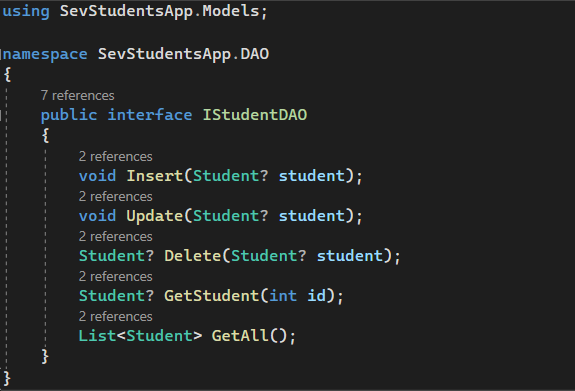 using SevStudentsApp.Models;
namespace SevStudentsApp.DAO
{
7 references
public interface IStudentDAO
{
2 references
void Insert(Student? student);
2 references
void Update(Student? student);
2 references
Student? Delete(Student? student);
2 references
Student? GetStudent(int id);
2 references
List<Student> GetAll();
}
}